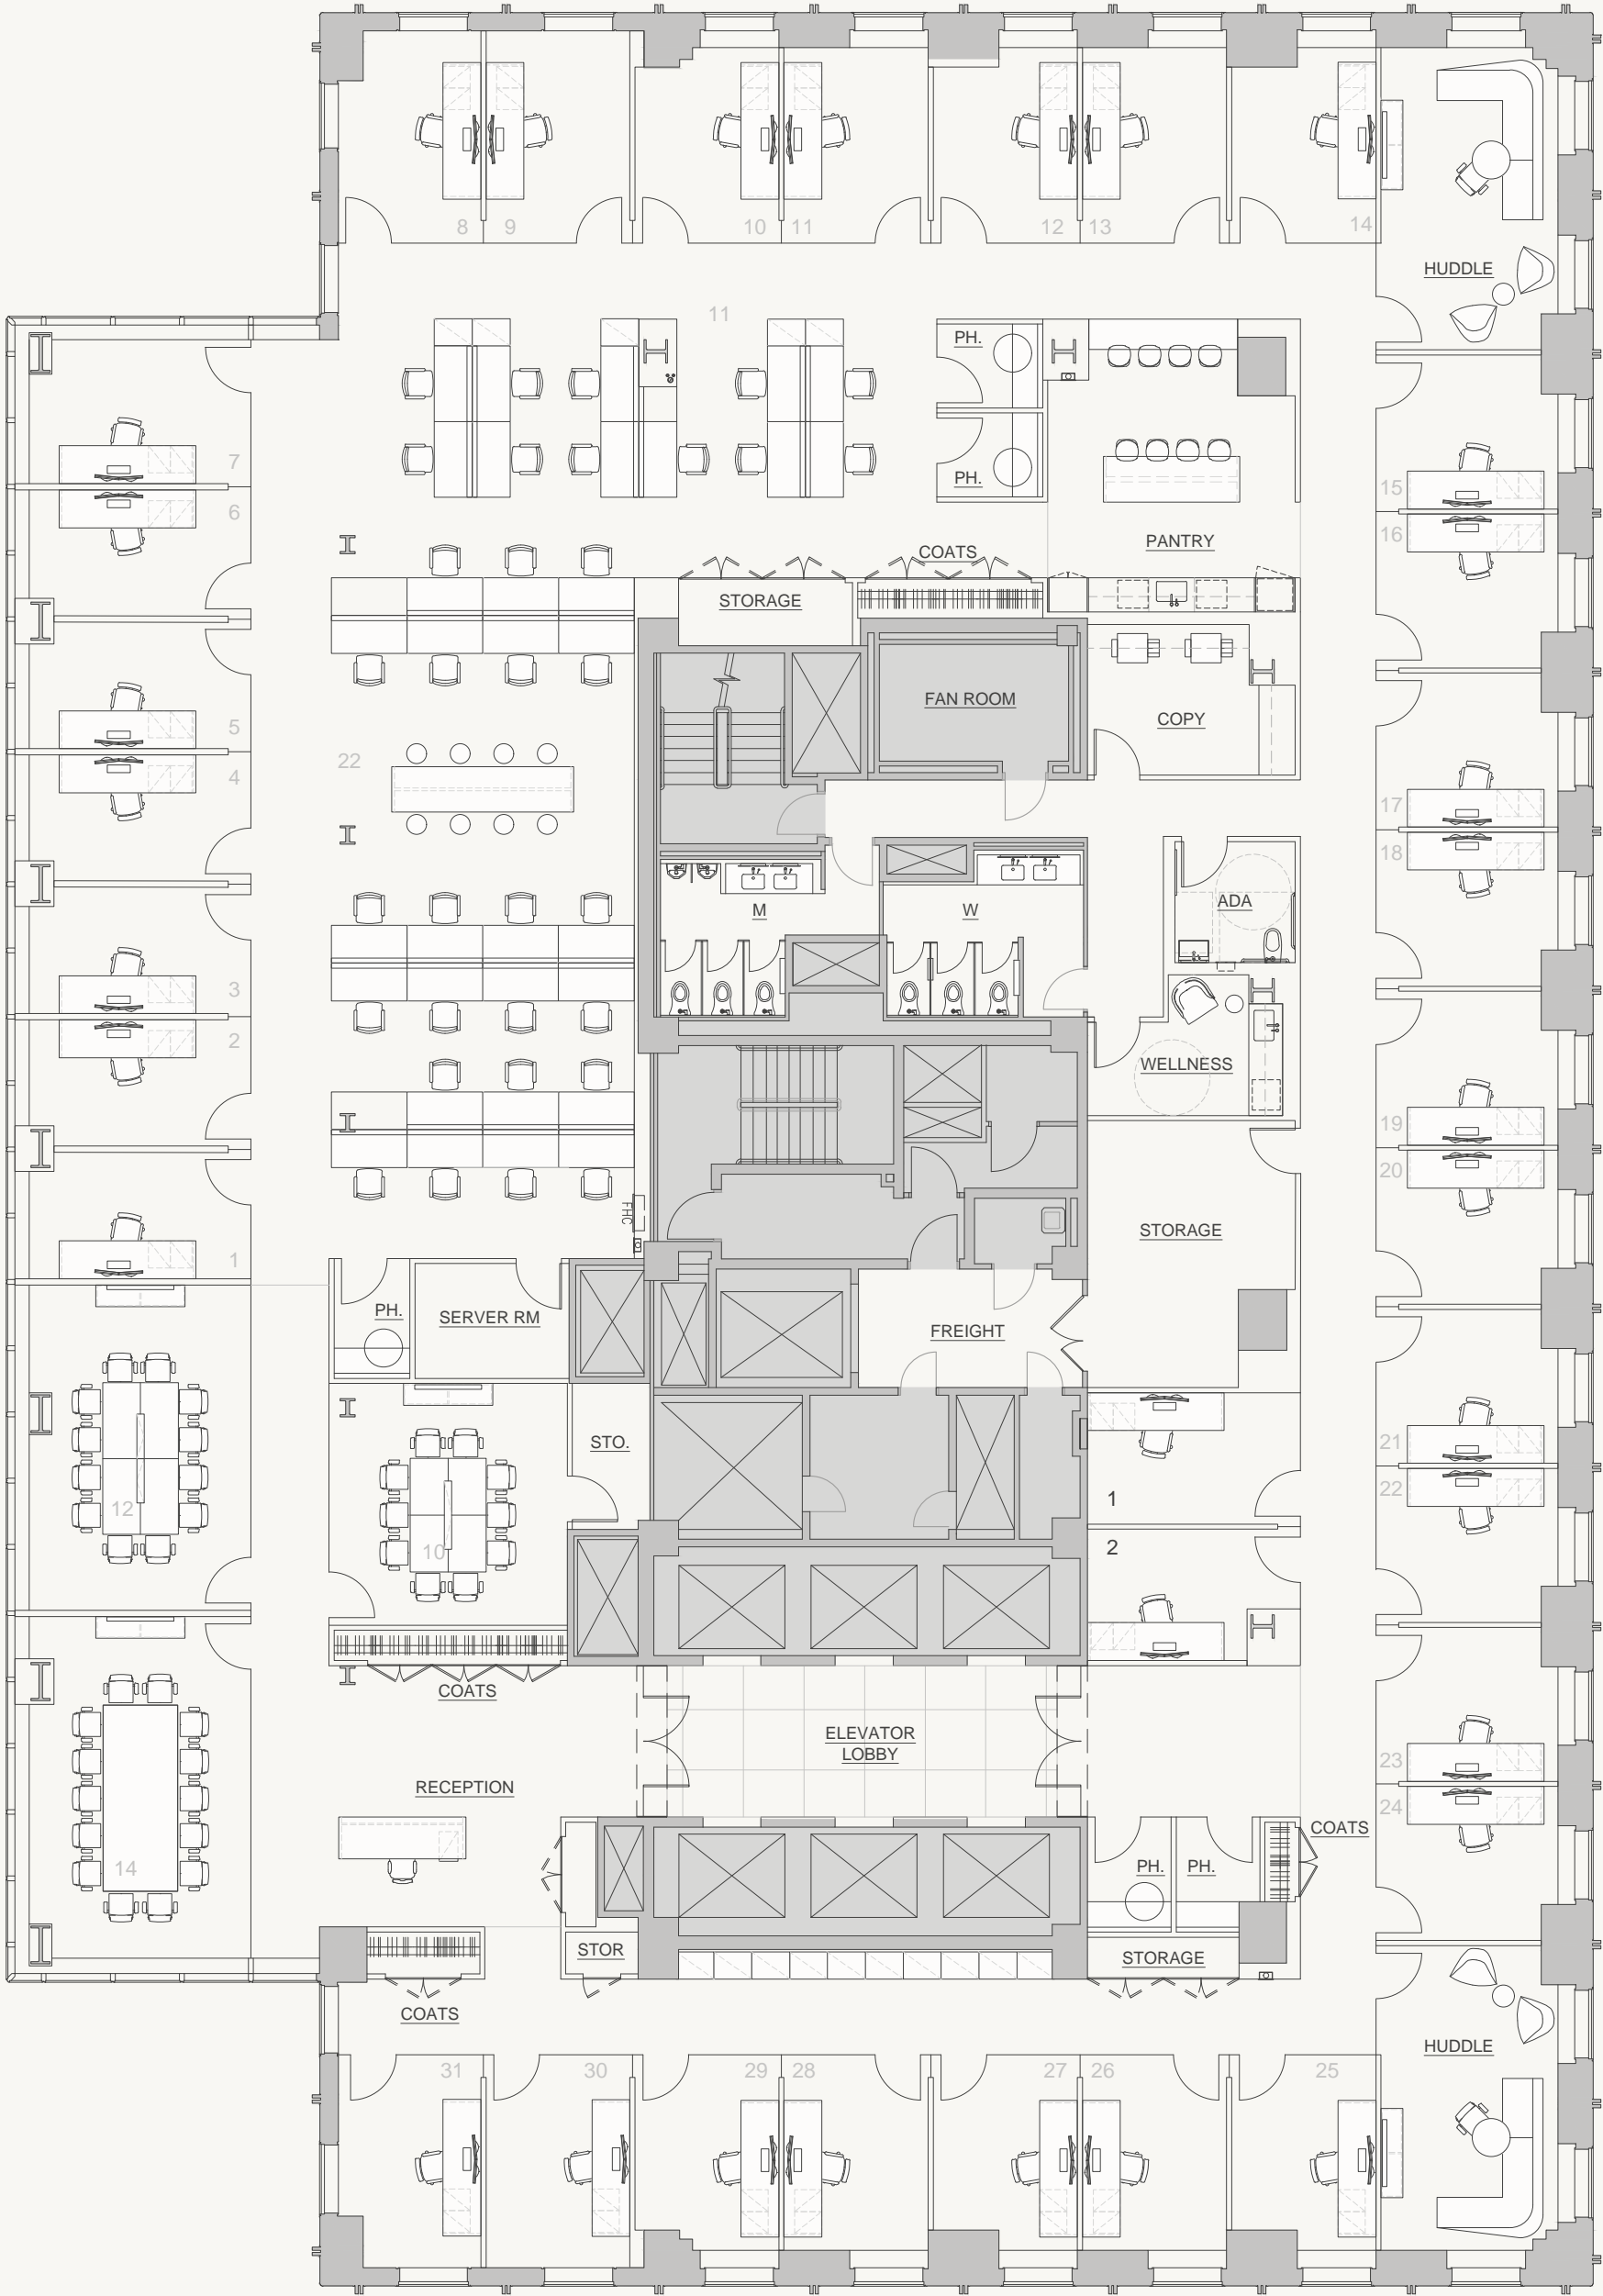 8
9
10
11
12
13
14
HUDDLE
11
PH.
PH.
7
6
15
16
PANTRY
COATS
STORAGE
FAN ROOM
COPY
5
4
22
17
18
M
W
ADA
3
2
WELLNESS
19
20
1
FHC
STORAGE
PH.
SERVER RM
FREIGHT
12
10
STO.
21
22
1
2
COATS
ELEVATOR
LOBBY
RECEPTION
23
24
COATS
14
PH.
PH.
STOR
STORAGE
COATS
HUDDLE
31
30
29
28
27
26
25